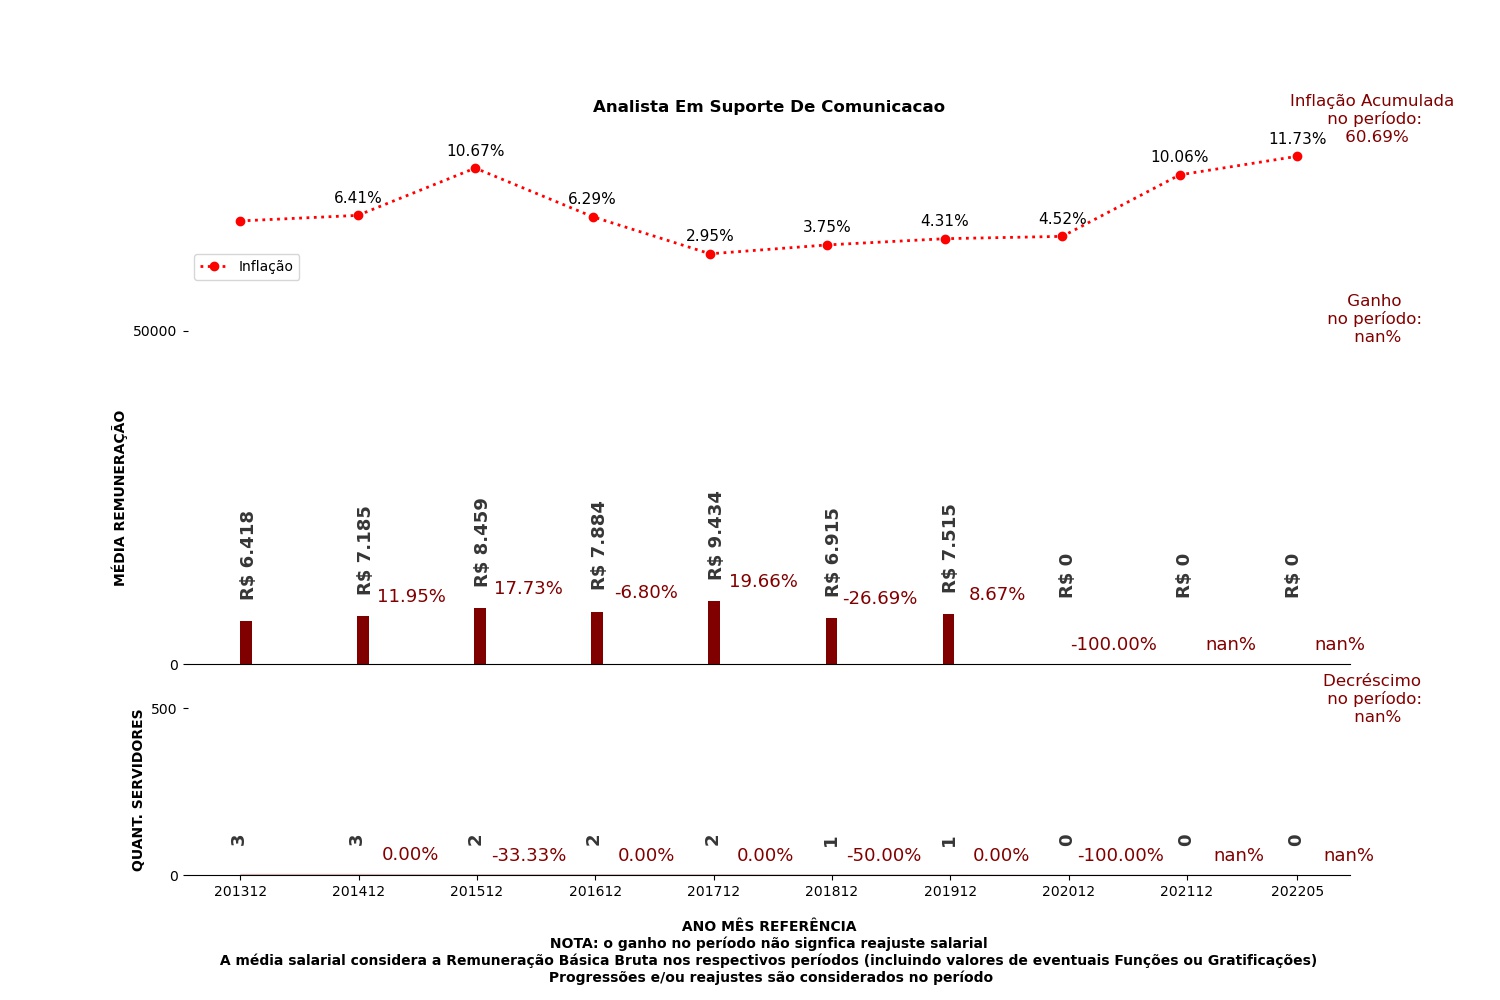 Analista Em Suporte De Comunicacao
Inflação Acumulada
no período:
60.69%
6.41%
10.67%
6.29%
2.95%
3.75%
4.31%
4.52%
10.06%
11.73%
Inflação
Ganho
no período:
nan%
50000
0
MÉDIA REMUNERAÇÃO
R$ 6.418
R$ 7.185
R$ 8.459
R$ 7.884
R$ 9.434
R$ 6.915
R$ 7.515
R$ 0
R$ 0
R$ 0
11.95%
17.73%
-6.80%
19.66%
-26.69%
8.67%
-100.00%
nan%
nan%
Decréscimo
no período:
nan%
500
0
QUANT. SERVIDORES
3
3
2
2
2
1
1
0
0
0
0.00%
-33.33%
0.00%
0.00%
-50.00%
0.00%
-100.00%
nan%
nan%
201312
201412
201512
201612
201712
201812
201912
202012
202112
202205
ANO MÊS REFERÊNCIA
NOTA: o ganho no período não signfica reajuste salarial
A média salarial considera a Remuneração Básica Bruta nos respectivos períodos (incluindo valores de eventuais Funções ou Gratificações)
Progressões e/ou reajustes são considerados no período